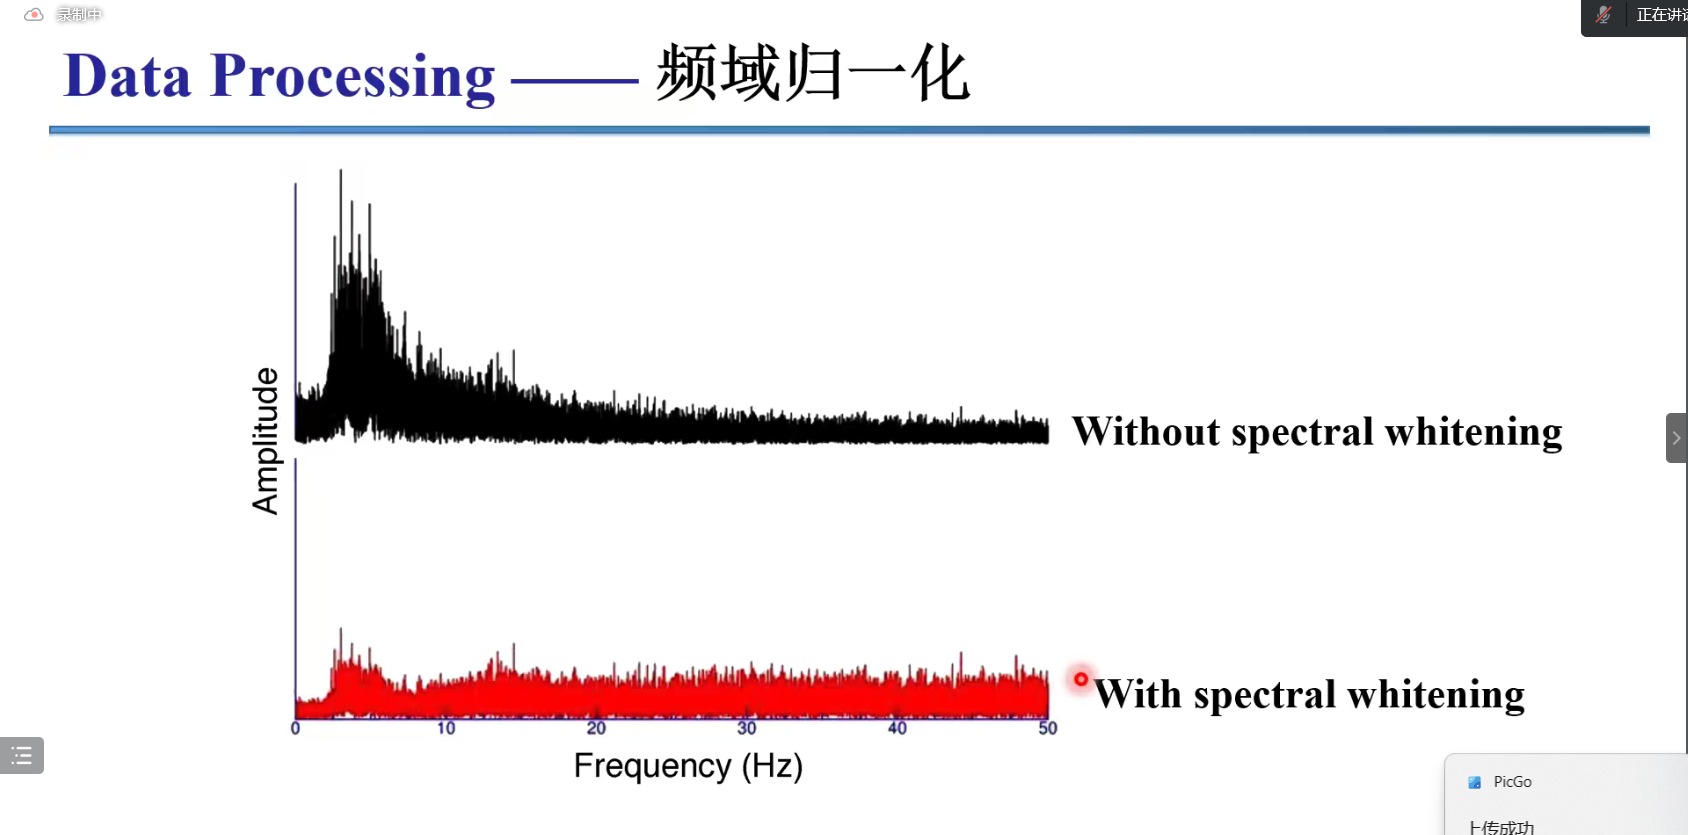 录制中
正在讲
Data Processing —— 频域归一化
Amplitude
Without spectral whitening
With spectral whitening
0 10 20 30 40 50
Frequency (Hz)
PicGo
上传成功